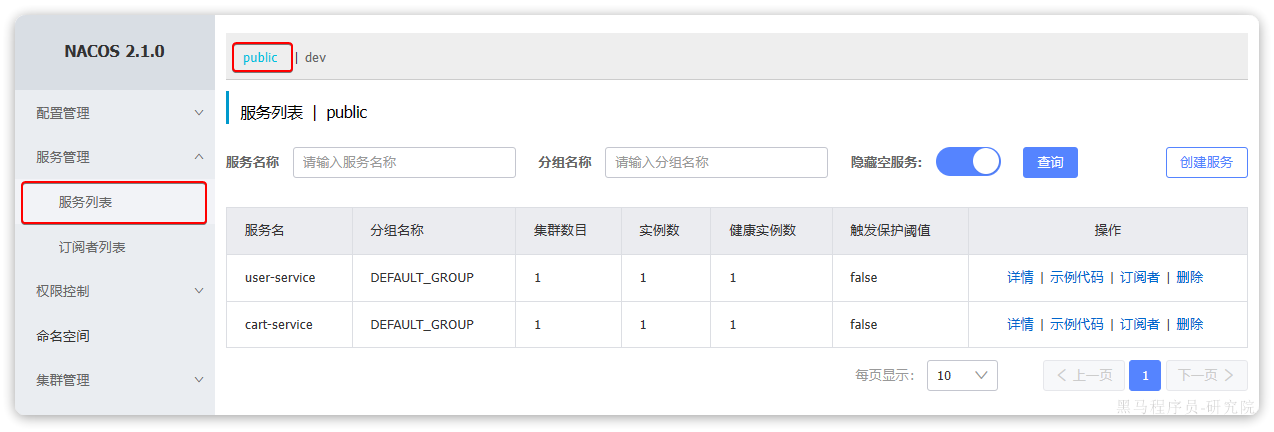 NACOS 2.1.0
配置管理
服务管理
服务列表
订阅者列表
权限控制
命名空间
集群管理
public | dev
服务列表 | public
服务名称 请输入服务名称 分组名称 请输入分组名称 隐藏空服务: 查询 创建服务
服务名 分组名称 集群数目 实例数 健康实例数 触发保护阈值 操作
user-service DEFAULT_GROUP 1 1 1 false 详情 | 示例代码 | 订阅者 | 删除
cart-service DEFAULT_GROUP 1 1 1 false 详情 | 示例代码 | 订阅者 | 删除
每页显示: 10 上一页 1 下一页
黑马程序员-研究院